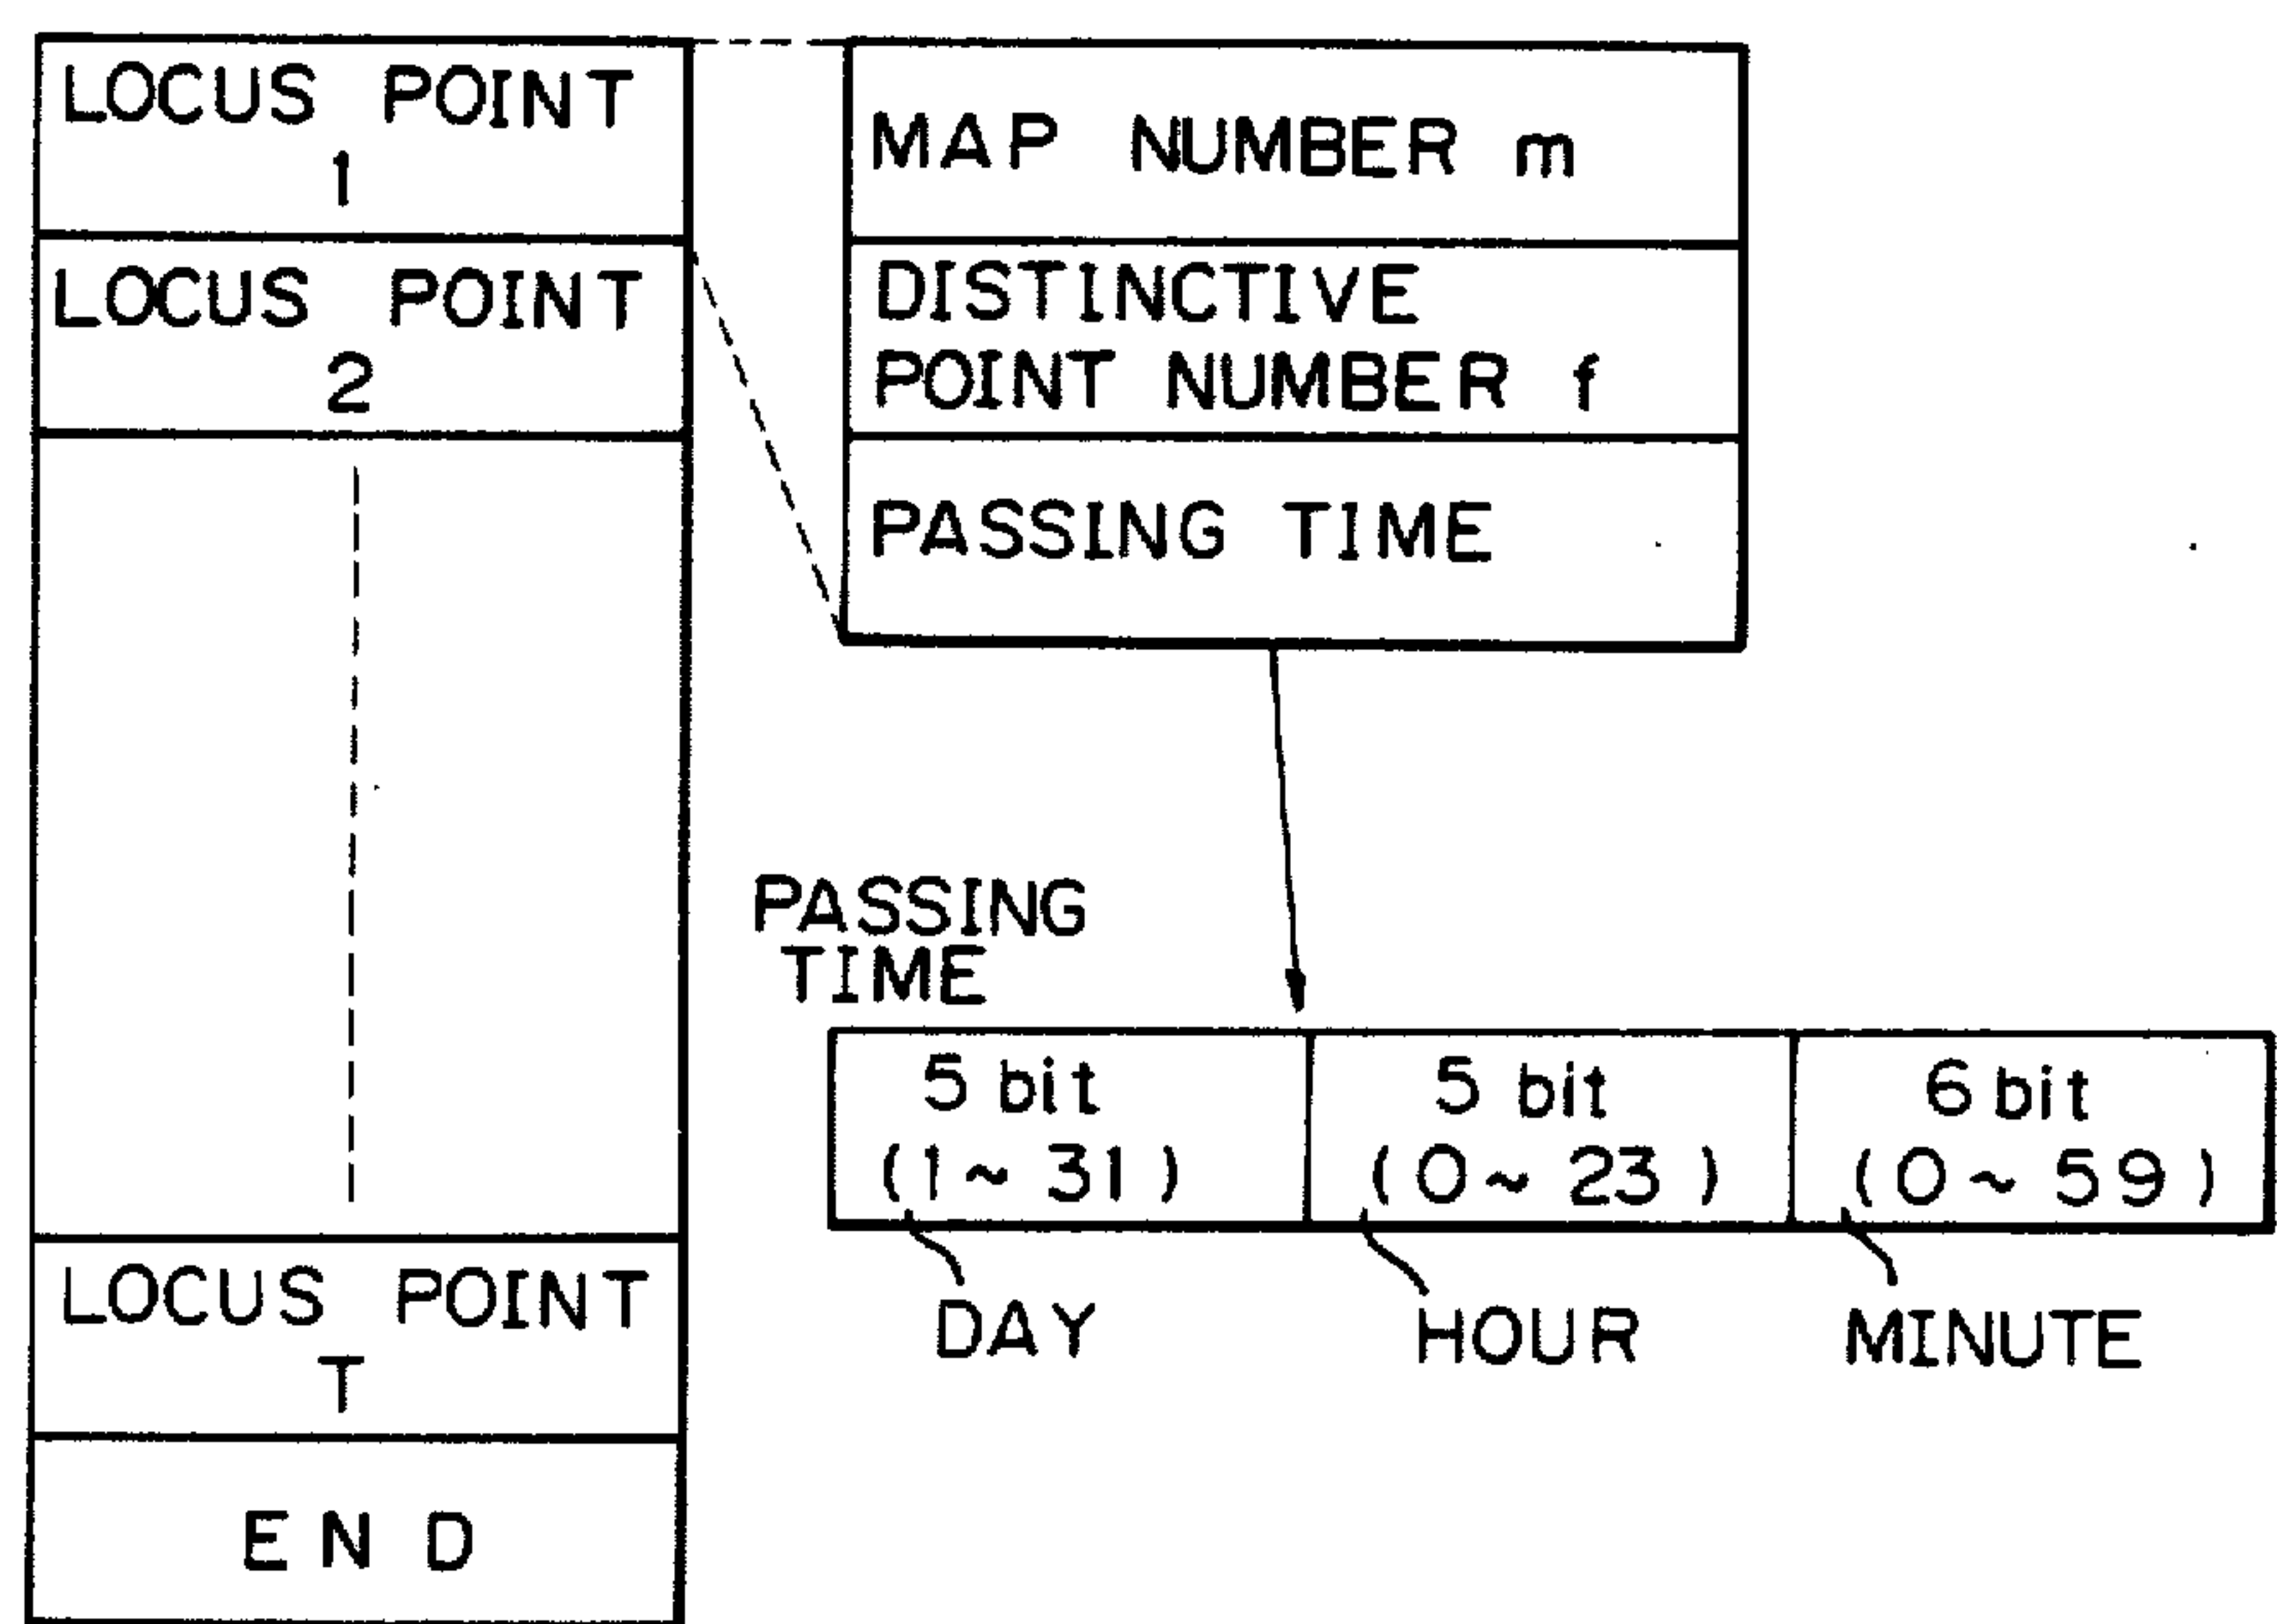 LOCUS POINT
1
LOCUS POINT
2
LOCUS POINT
T
END
MAP NUMBER m
DISTINCTIVE
POINT NUMBER f
PASSING TIME
PASSING
TIME
5 bit
(1~31)
5 bit
(0~23)
6 bit
(0~59)
DAY
HOUR
MINUTE